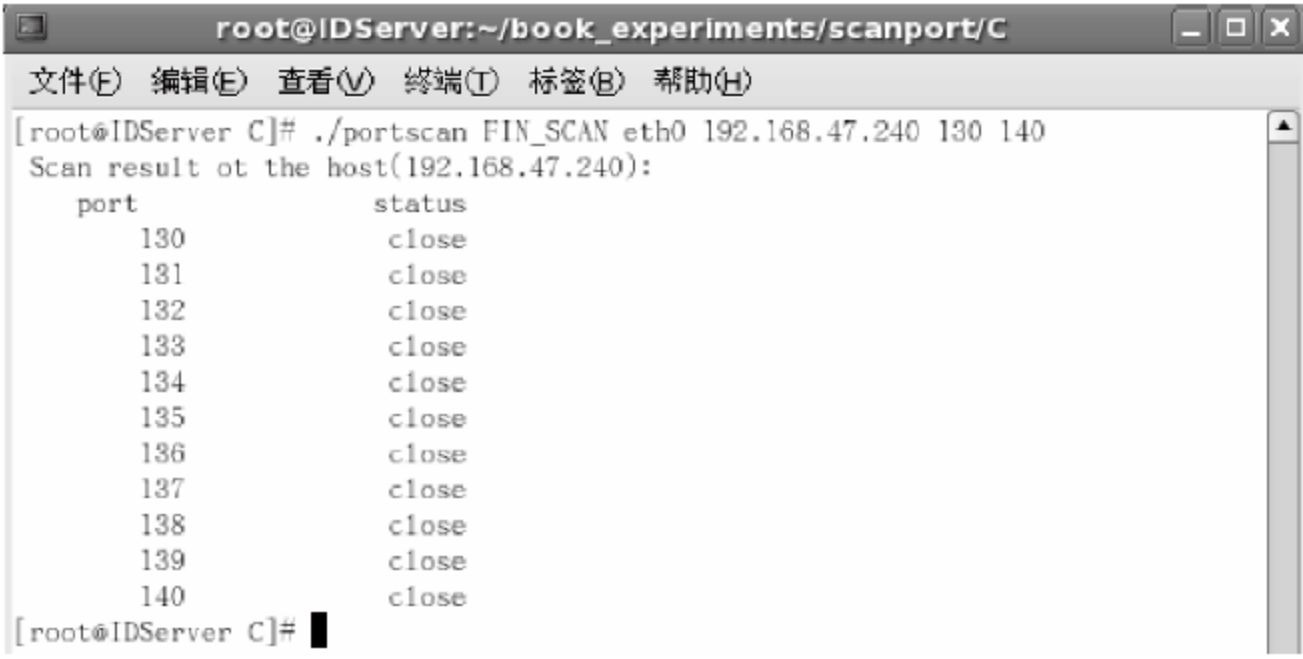 root@IDServer:~/book_experiments/scanport/C
文件(F) 编辑(E) 查看(V) 终端(T) 标签(B) 帮助(H)
[root@IDServer C]# ./portscan FIN_SCAN eth0 192.168.47.240 130 140
Scan result ot the host(192.168.47.240):
port status
130 close
131 close
132 close
133 close
134 close
135 close
136 close
137 close
138 close
139 close
140 close
[root@IDServer C]#